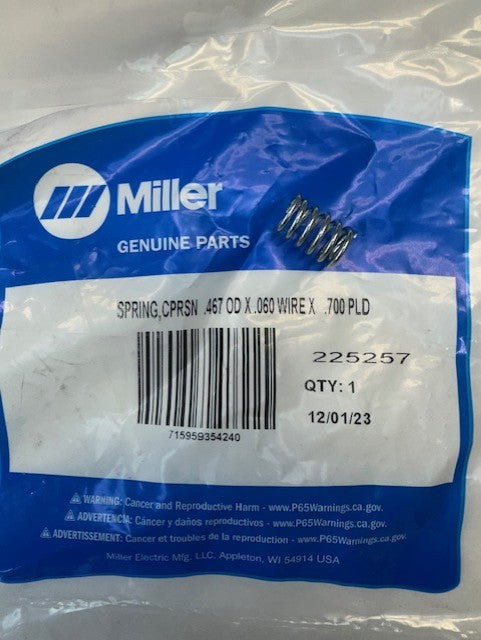 Miller
GENUINE PARTS
SPRING,CPRSN .467 OD X .060 WIRE X .700 PLD
225257
QTY: 1
12/01/23
715959354240
WARNING: Cancer and Reproductive Harm - www.P65Warnings.ca.gov.
ADVERTENCIA: Cáncer y daños reproductivos - www.P65Warnings.ca.gov.
AVERTISSEMENT: Cancer et troubles de la reproduction - www.P65Warnings.ca.gov.
Miller Electric Mfg. LLC. Appleton, WI 54914 USA